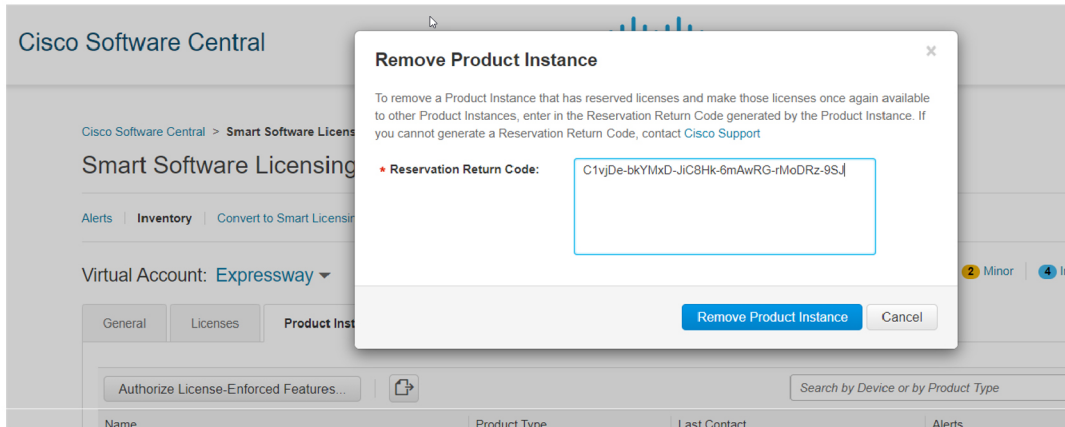 Cisco Software Central
Remove Product Instance
×
To remove a Product Instance that has reserved licenses and make those licenses once again available
to other Product Instances, enter in the Reservation Return Code generated by the Product Instance. If
you cannot generate a Reservation Return Code, contact Cisco Support
* Reservation Return Code:
C1vjDe-bkYMxD-JiC8Hk-6mAwRG-rMoDRz-9SJ
Remove Product Instance
Cancel
Cisco Software Central > Smart Software Licens
Smart Software Licensing
Alerts
Inventory
Convert to Smart Licensin
Virtual Account: Expressway
2 Minor
4
General
Licenses
Product Inst
Authorize License-Enforced Features...
Search by Device or by Product Type
Name
Product Type
Last Contact
Alerts